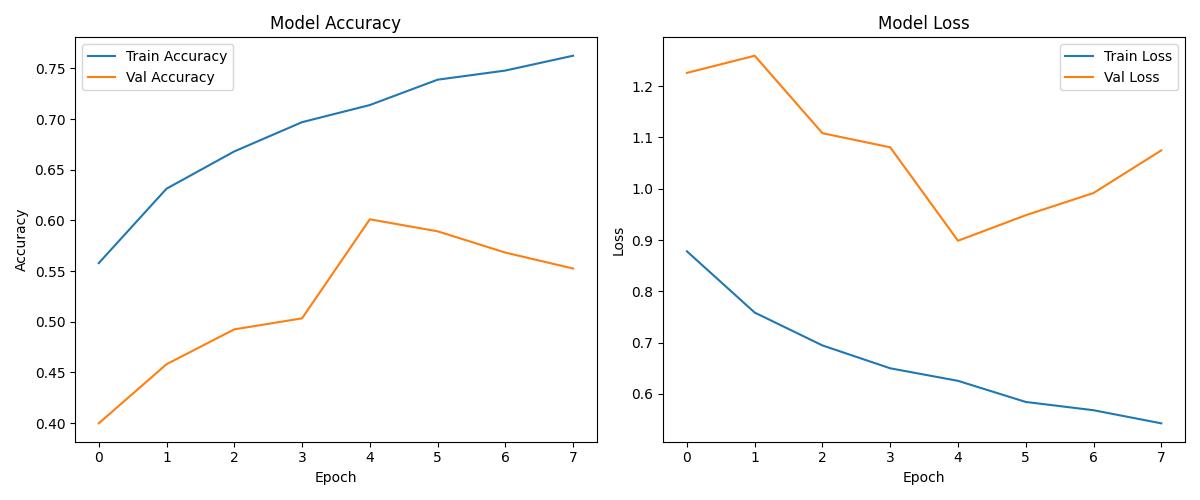 Model Accuracy
Train Accuracy
Val Accuracy
Accuracy
0.75
0.70
0.65
0.60
0.55
0.50
0.45
0.40
0 1 2 3 4 5 6 7
Epoch
Model Loss
Train Loss
Val Loss
Loss
1.2
1.1
1.0
0.9
0.8
0.7
0.6
0 1 2 3 4 5 6 7
Epoch